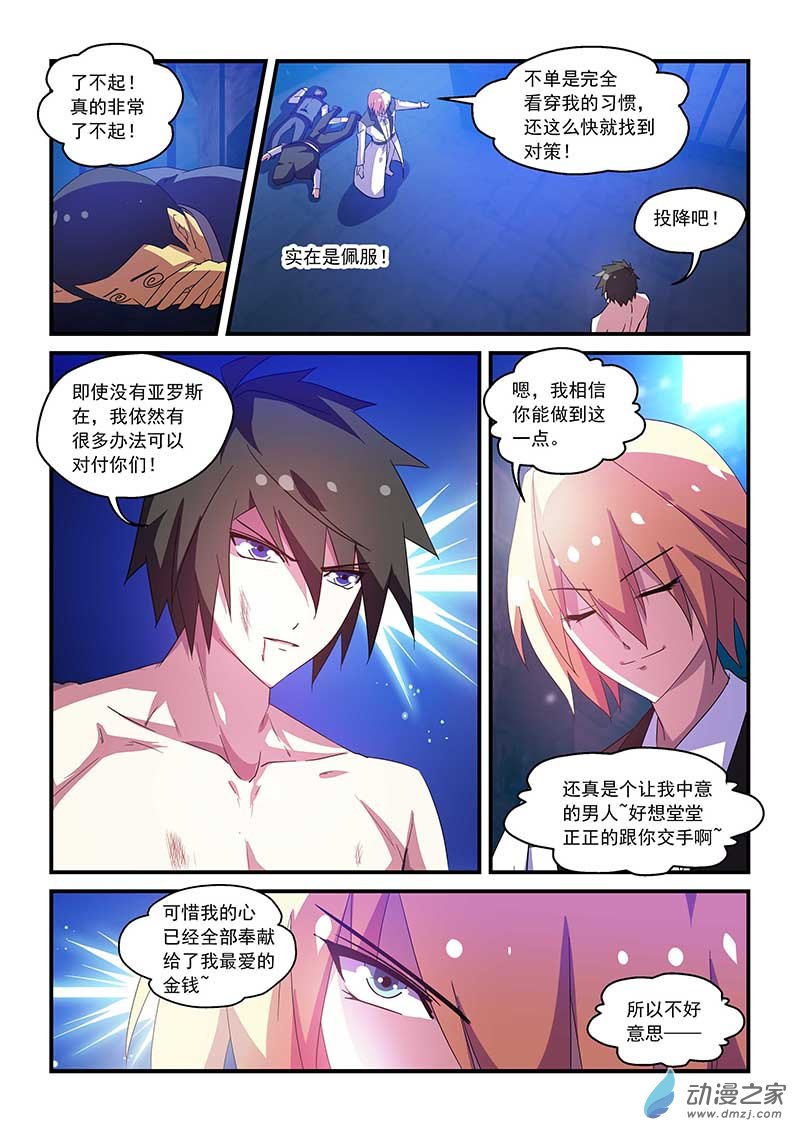 了不起！
真的非常
了不起！
不单是完全
看穿我的习惯，
还这么快就找到
对策！
实在是佩服！
投降吧！
即使没有亚罗斯
在，我依然有
很多办法可以
对付你们！
嗯，我相信
你能做到这
一点。
还真是个让我中意
的男人~好想堂堂
正正的跟你交手啊~
可惜我的心
已经全部奉献
给了我最爱的
金钱~
所以不好
意思——
动漫之家
www.dmzj.com